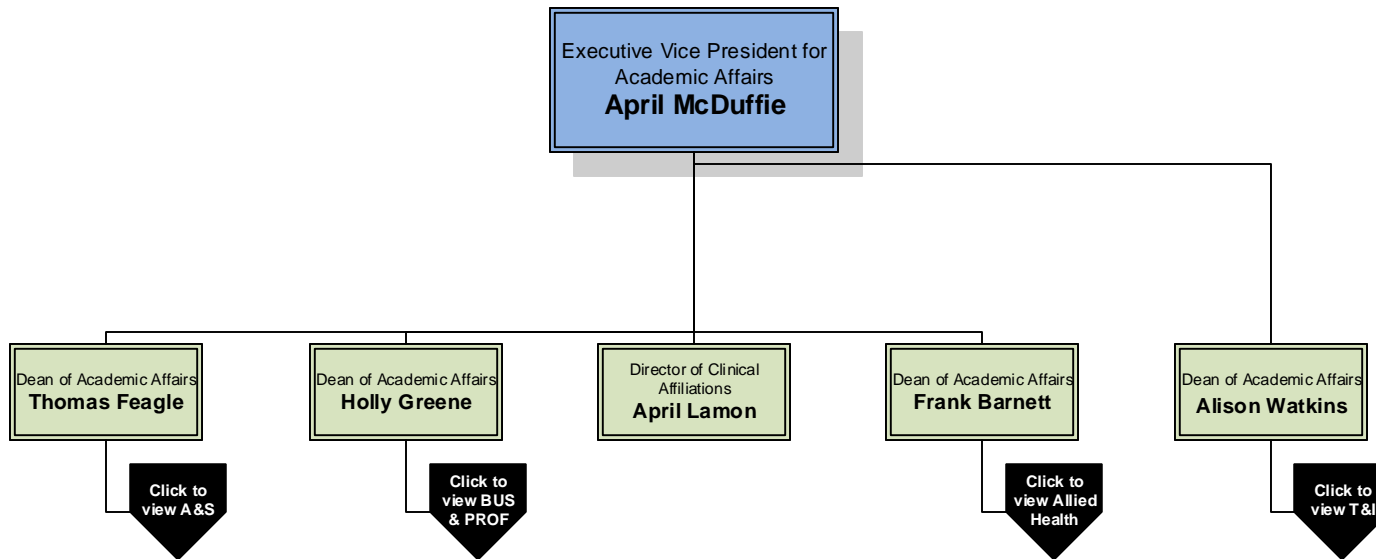 Executive Vice President for
Academic Affairs
April McDuffie
Dean of Academic Affairs
Thomas Feagle
Dean of Academic Affairs
Holly Greene
Director of Clinical
Affiliations
April Lamon
Dean of Academic Affairs
Frank Barnett
Dean of Academic Affairs
Alison Watkins
Click to
view A&S
Click to
view BUS
& PROF
Click to
view Allied
Health
Click to
view T&I